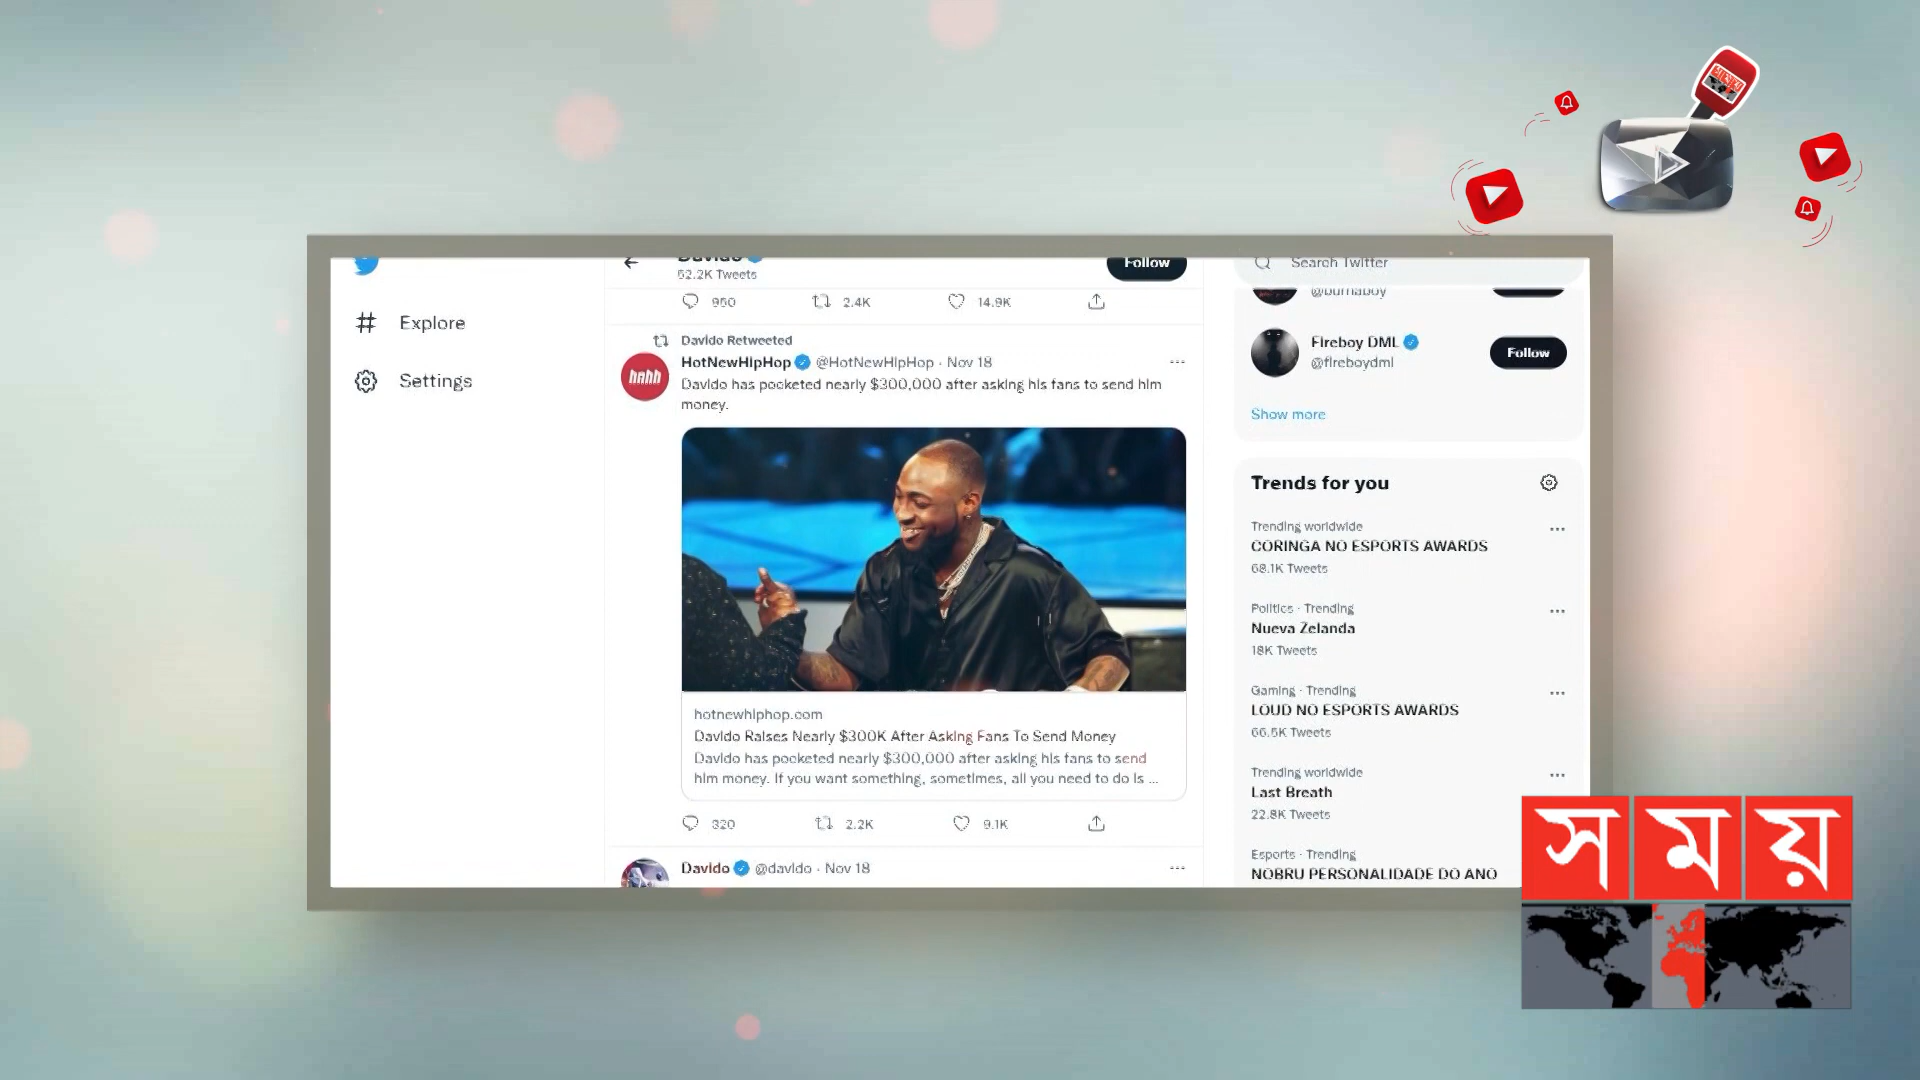 Davido
52.2K Tweets
Follow
Search Twitter
950
2.4K
14.9K
@burnaboy
Explore
Settings
Davido Retweeted
HotNewHipHop @HotNewHipHop · Nov 18
Davido has pocketed nearly $300,000 after asking his fans to send him
money.
hnhh
hotnewhiphop.com
Davido Raises Nearly $300K After Asking Fans To Send Money
Davido has pocketed nearly $300,000 after asking his fans to send
him money. If you want something, sometimes, all you need to do is ...
320
2.2K
9.1K
Davido @davido · Nov 18
Fireboy DML
@fireboydml
Follow
Show more
Trends for you
Trending worldwide
CORINGA NO ESPORTS AWARDS
68.1K Tweets
Politics · Trending
Nueva Zelanda
18K Tweets
Gaming · Trending
LOUD NO ESPORTS AWARDS
66.5K Tweets
Trending worldwide
Last Breath
22.8K Tweets
Esports · Trending
NOBRU PERSONALIDADE DO ANO
সময়